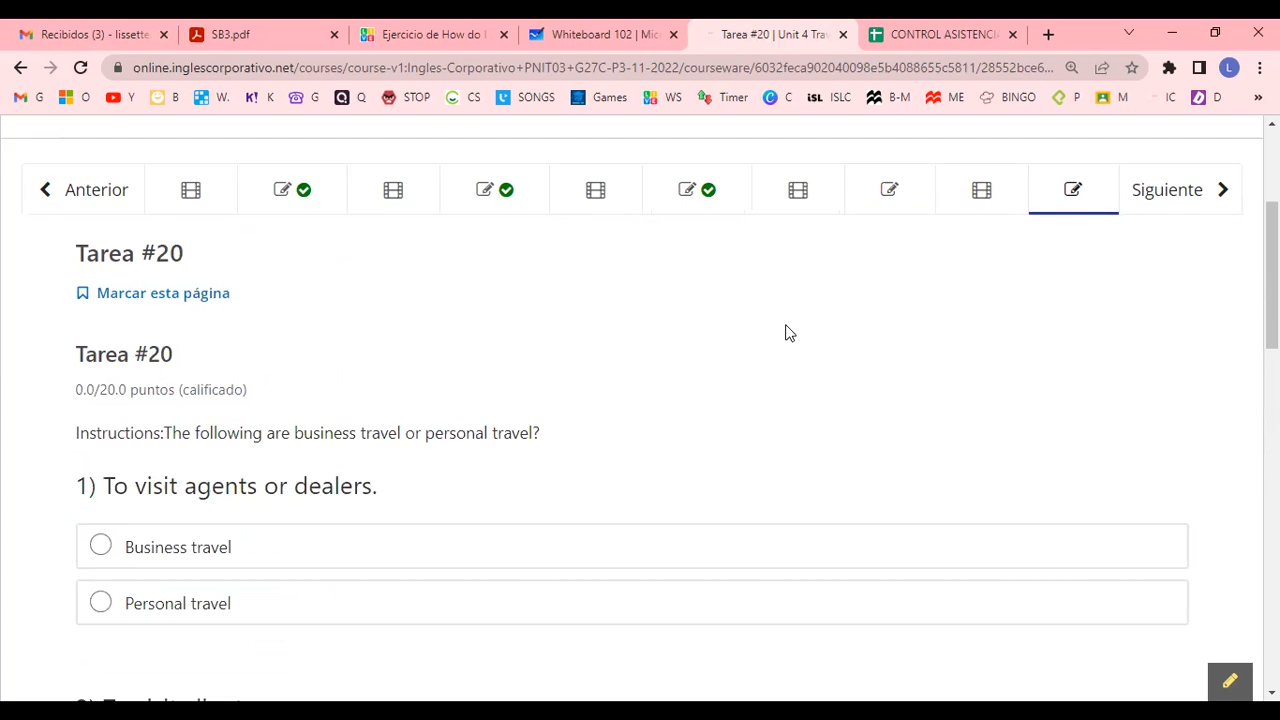 Recibidos (3) - lissette
SB3.pdf
Ejercicio de How do I
Whiteboard 102 | Mic
Tarea #20 | Unit 4 Trav
CONTROL ASISTENCI
online.inglescorporativo.net/courses/course-v1:Ingles-Corporativo+PNIT03+G27C-P3-11-2022/courseware/6032feca902040098e5b4088655c5811/28552bce6...
L
G
O
Y
B
W.
K
G
Q
STOP
CS
SONGS
Games
WS
Timer
C
ISL ISLC
B-M
ME
BINGO
P
M
IC
D
»
Anterior
Siguiente
Tarea #20
Marcar esta página
Tarea #20
0.0/20.0 puntos (calificado)
Instructions:The following are business travel or personal travel?
1) To visit agents or dealers.
Business travel
Personal travel